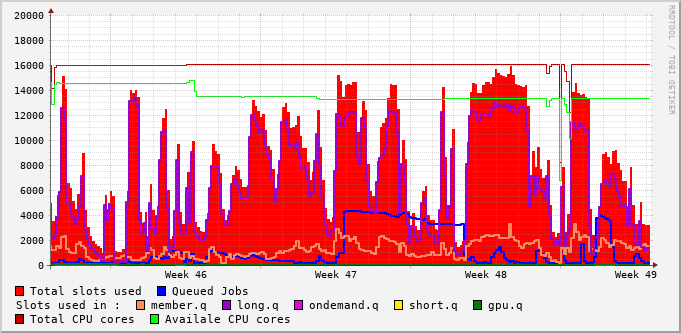 20000
18000
16000
14000
12000
10000
8000
6000
4000
2000
0
Week 46 Week 47 Week 48 Week 49
RRDTOOL / TOBI OETIKER
Total slots used Queued Jobs
Slots used in : member.q long.q ondemand.q short.q gpu.q
Total CPU cores Availale CPU cores